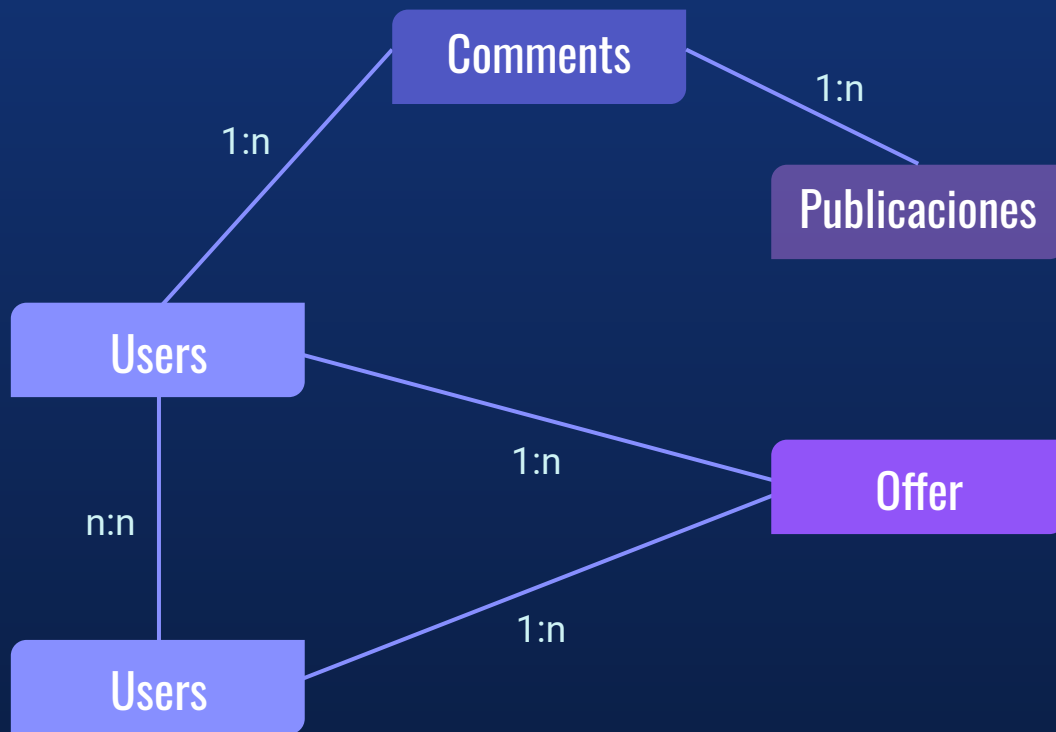 Comments
1:n
1:n
Publicaciones
Users
1:n
Offer
n:n
1:n
Users